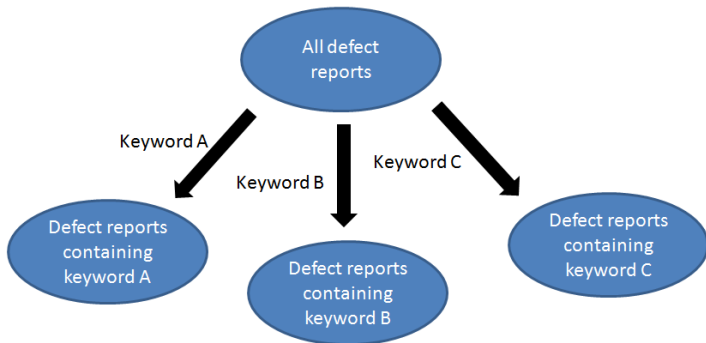 All defect
reports
Keyword A
Keyword B
Keyword C
Defect reports
containing
keyword A
Defect reports
containing
keyword B
Defect reports
containing
keyword C